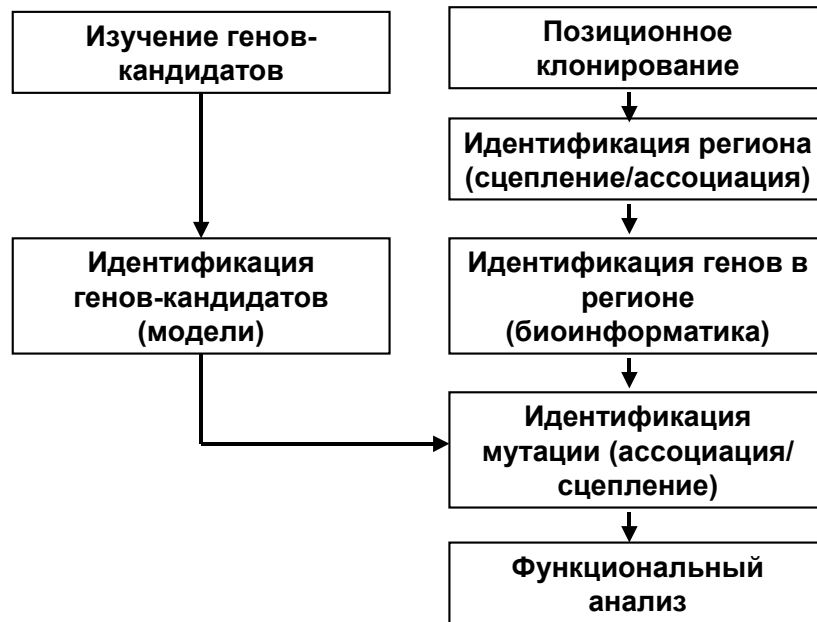 Изучение генов-
кандидатов
Позиционное
клонирование
Идентификация региона
(сцепление/ассоциация)
Идентификация
генов-кандидатов
(модели)
Идентификация генов в
регионе
(биоинформатика)
Идентификация
мутации (ассоциация/
сцепление)
Функциональный
анализ